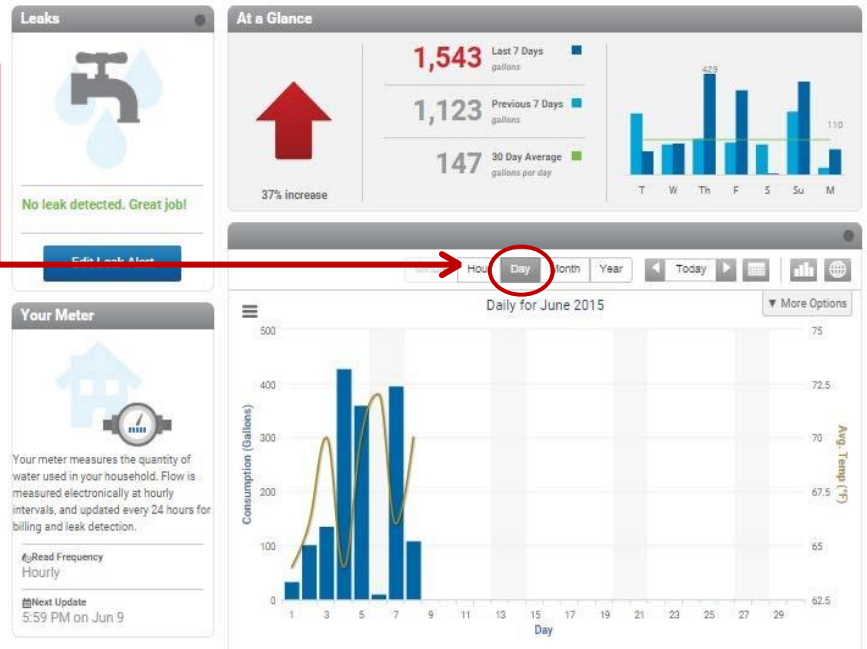 Leaks
No leak detected. Great job!
Edit Leak Alert
Your Meter
Your meter measures the quantity of
water used in your household. Flow is
measured electronically at hourly
intervals, and updated every 24 hours for
billing and leak detection.
Read Frequency
Hourly
Next Update
5:59 PM on Jun 9
At a Glance
37% increase
1,543 Last 7 Days
gallons
1,123 Previous 7 Days
gallons
147 30 Day Average
gallons per day
429
110
T W Th F S Su M
Hour Day Month Year Today
Daily for June 2015
▼ More Options
Consumption (Gallons)
500
400
300
200
100
0
75
72.5
70
67.5
65
62.5
Avg. Temp (°F)
1 3 5 7 9 11 13 15 17 19 21 23 25 27 29
Day